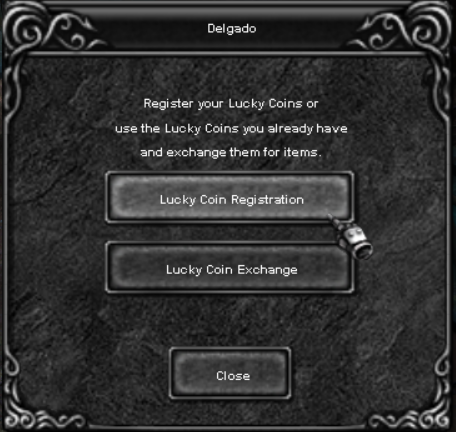 Delgado
Register your Lucky Coins or
use the Lucky Coins you already have
and exchange them for items.
Lucky Coin Registration
Lucky Coin Exchange
Close